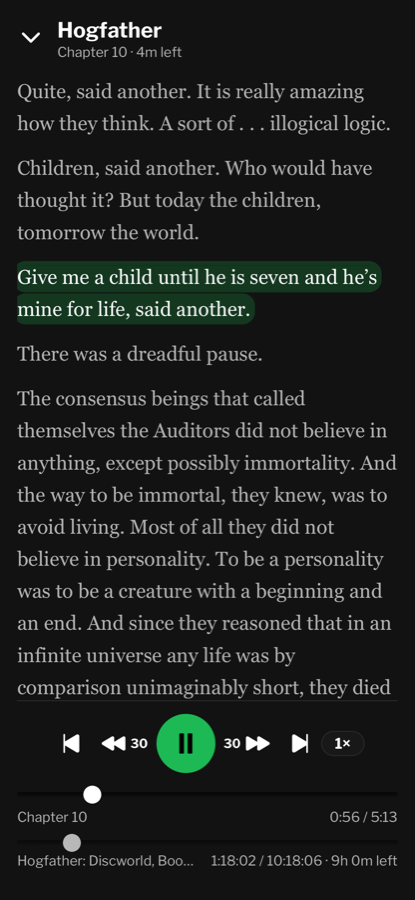 Hogfather
Chapter 10 · 4m left
Quite, said another. It is really amazing
how they think. A sort of . . . illogical logic.
Children, said another. Who would have
thought it? But today the children,
tomorrow the world.
Give me a child until he is seven and he’s
mine for life, said another.
There was a dreadful pause.
The consensus beings that called
themselves the Auditors did not believe in
anything, except possibly immortality. And
the way to be immortal, they knew, was to
avoid living. Most of all they did not
believe in personality. To be a personality
was to be a creature with a beginning and
an end. And since they reasoned that in an
infinite universe any life was by
comparison unimaginably short, they died
30 30 1×
Chapter 10 0:56 / 5:13
Hogfather: Discworld, Boo... 1:18:02 / 10:18:06 · 9h 0m left